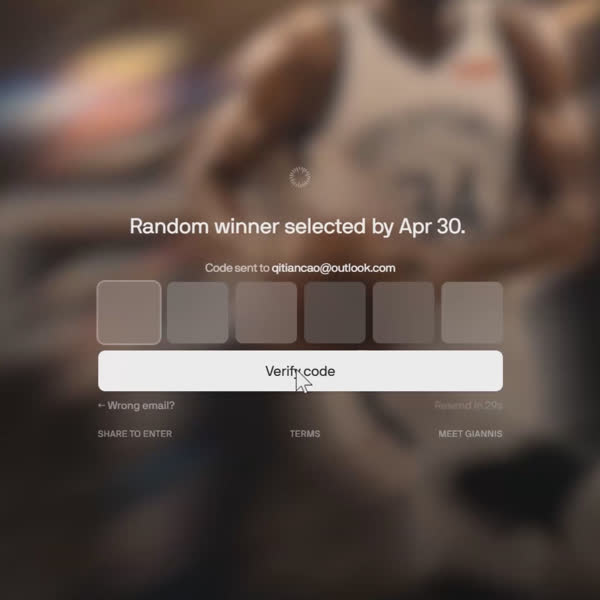 Random winner selected by Apr 30.
Code sent to qitiancao@outlook.com
Verify code
← Wrong email?
Resend in 29s
SHARE TO ENTER
TERMS
MEET GIANNIS